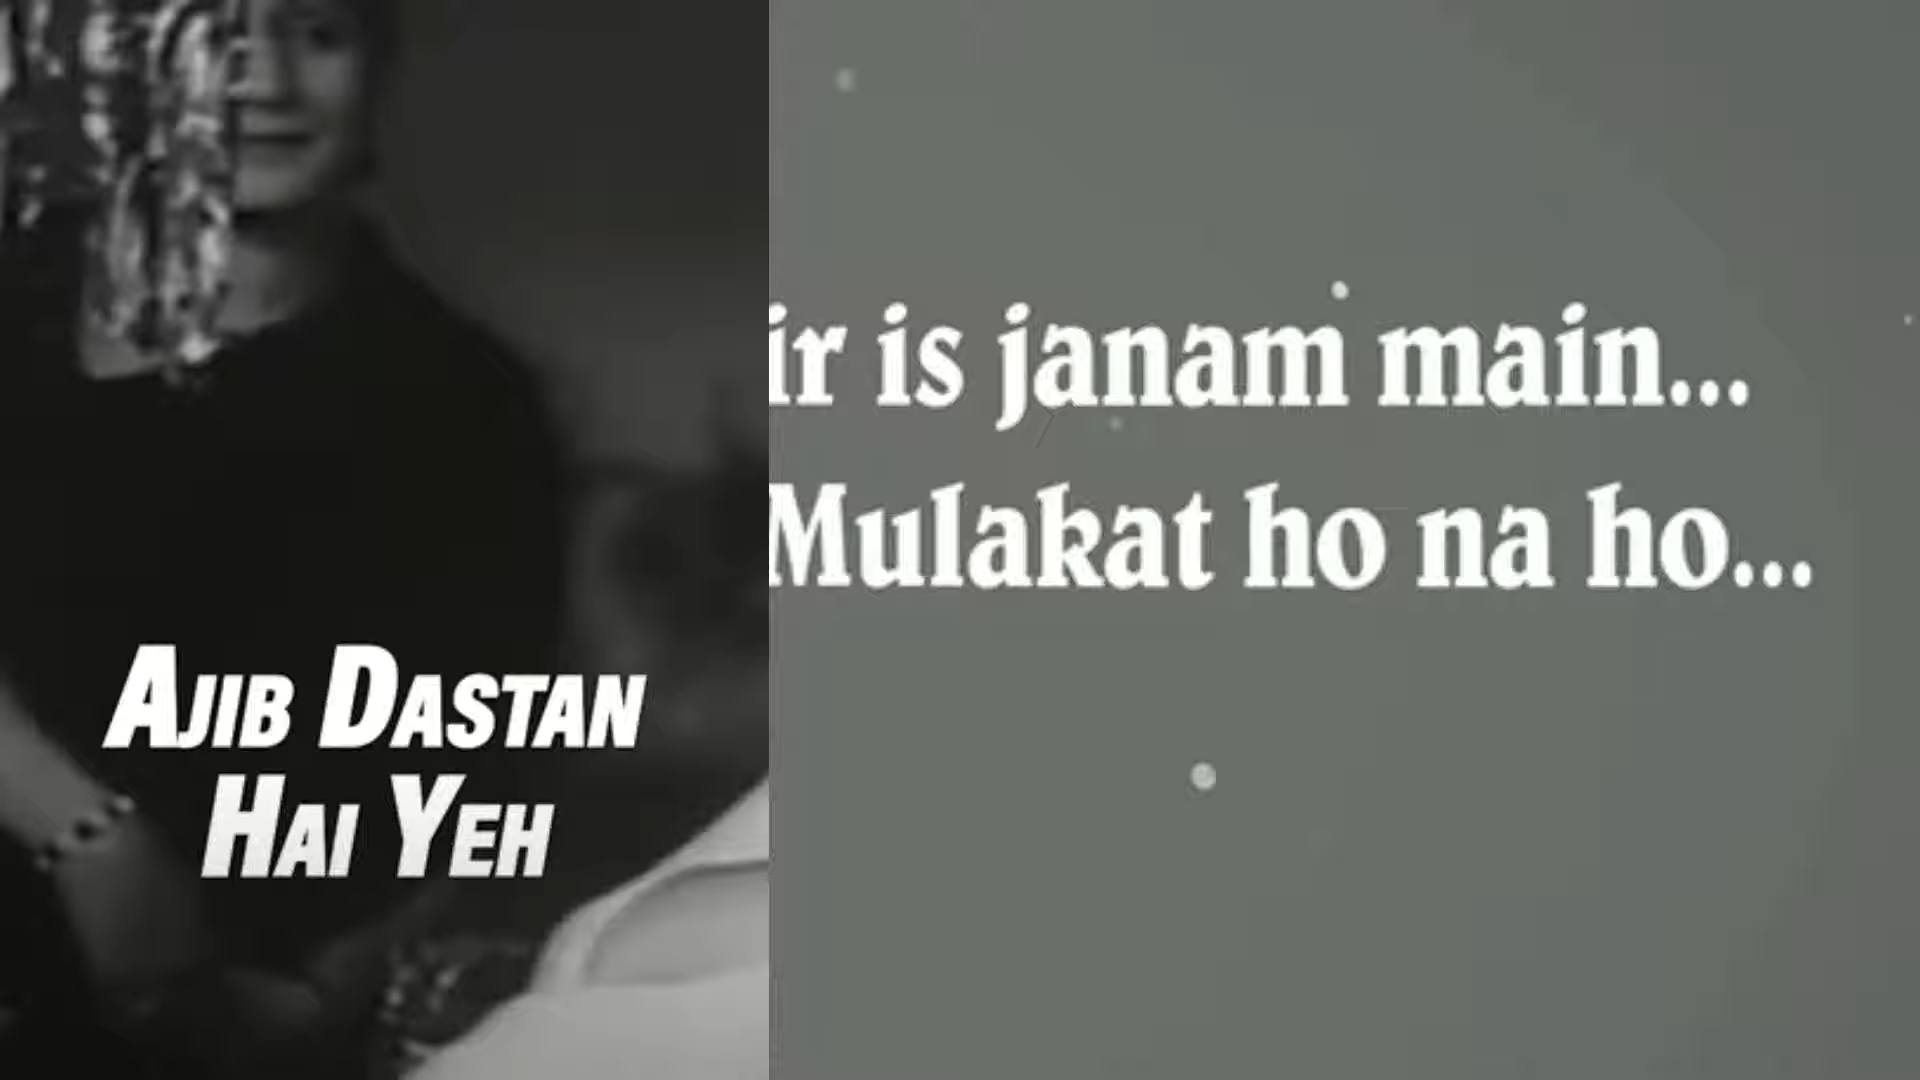 Ajib Dastan
Hai Yeh
ir is janam main...
Mulakat ho na ho...